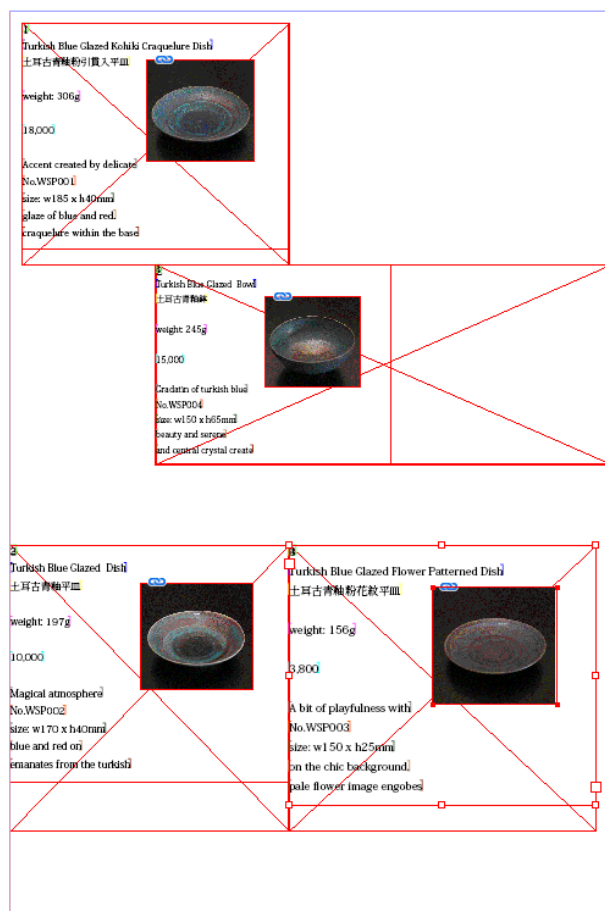 1
Turkish Blue Glazed Kohiki Craquelure Dish
土耳古青釉粉引貫入平皿
weight: 306g
18,000
Accent created by delicate
No.WSP001
size: w185 x h40mm
glaze of blue and red.
craquelure within the base
Turkish Blue Glazed Bowl
土耳古青釉鉢
weight: 245g
15,000
Gradatin of turkish blue
No.WSP004
size: w150 x h65mm
beauty and serene
and central crystal create
2
Turkish Blue Glazed Dish
土耳古青釉平皿
weight: 197g
10,000
Magical atmosphere
No.WSP002
size: w170 x h40mm
blue and red on
emanates from the turkish
Turkish Blue Glazed Flower Patterned Dish
土耳古青釉粉花紋平皿
weight: 156g
3,800
A bit of playfulness with
No.WSP003
size: w150 x h25mm
on the chic background.
pale flower image engobes